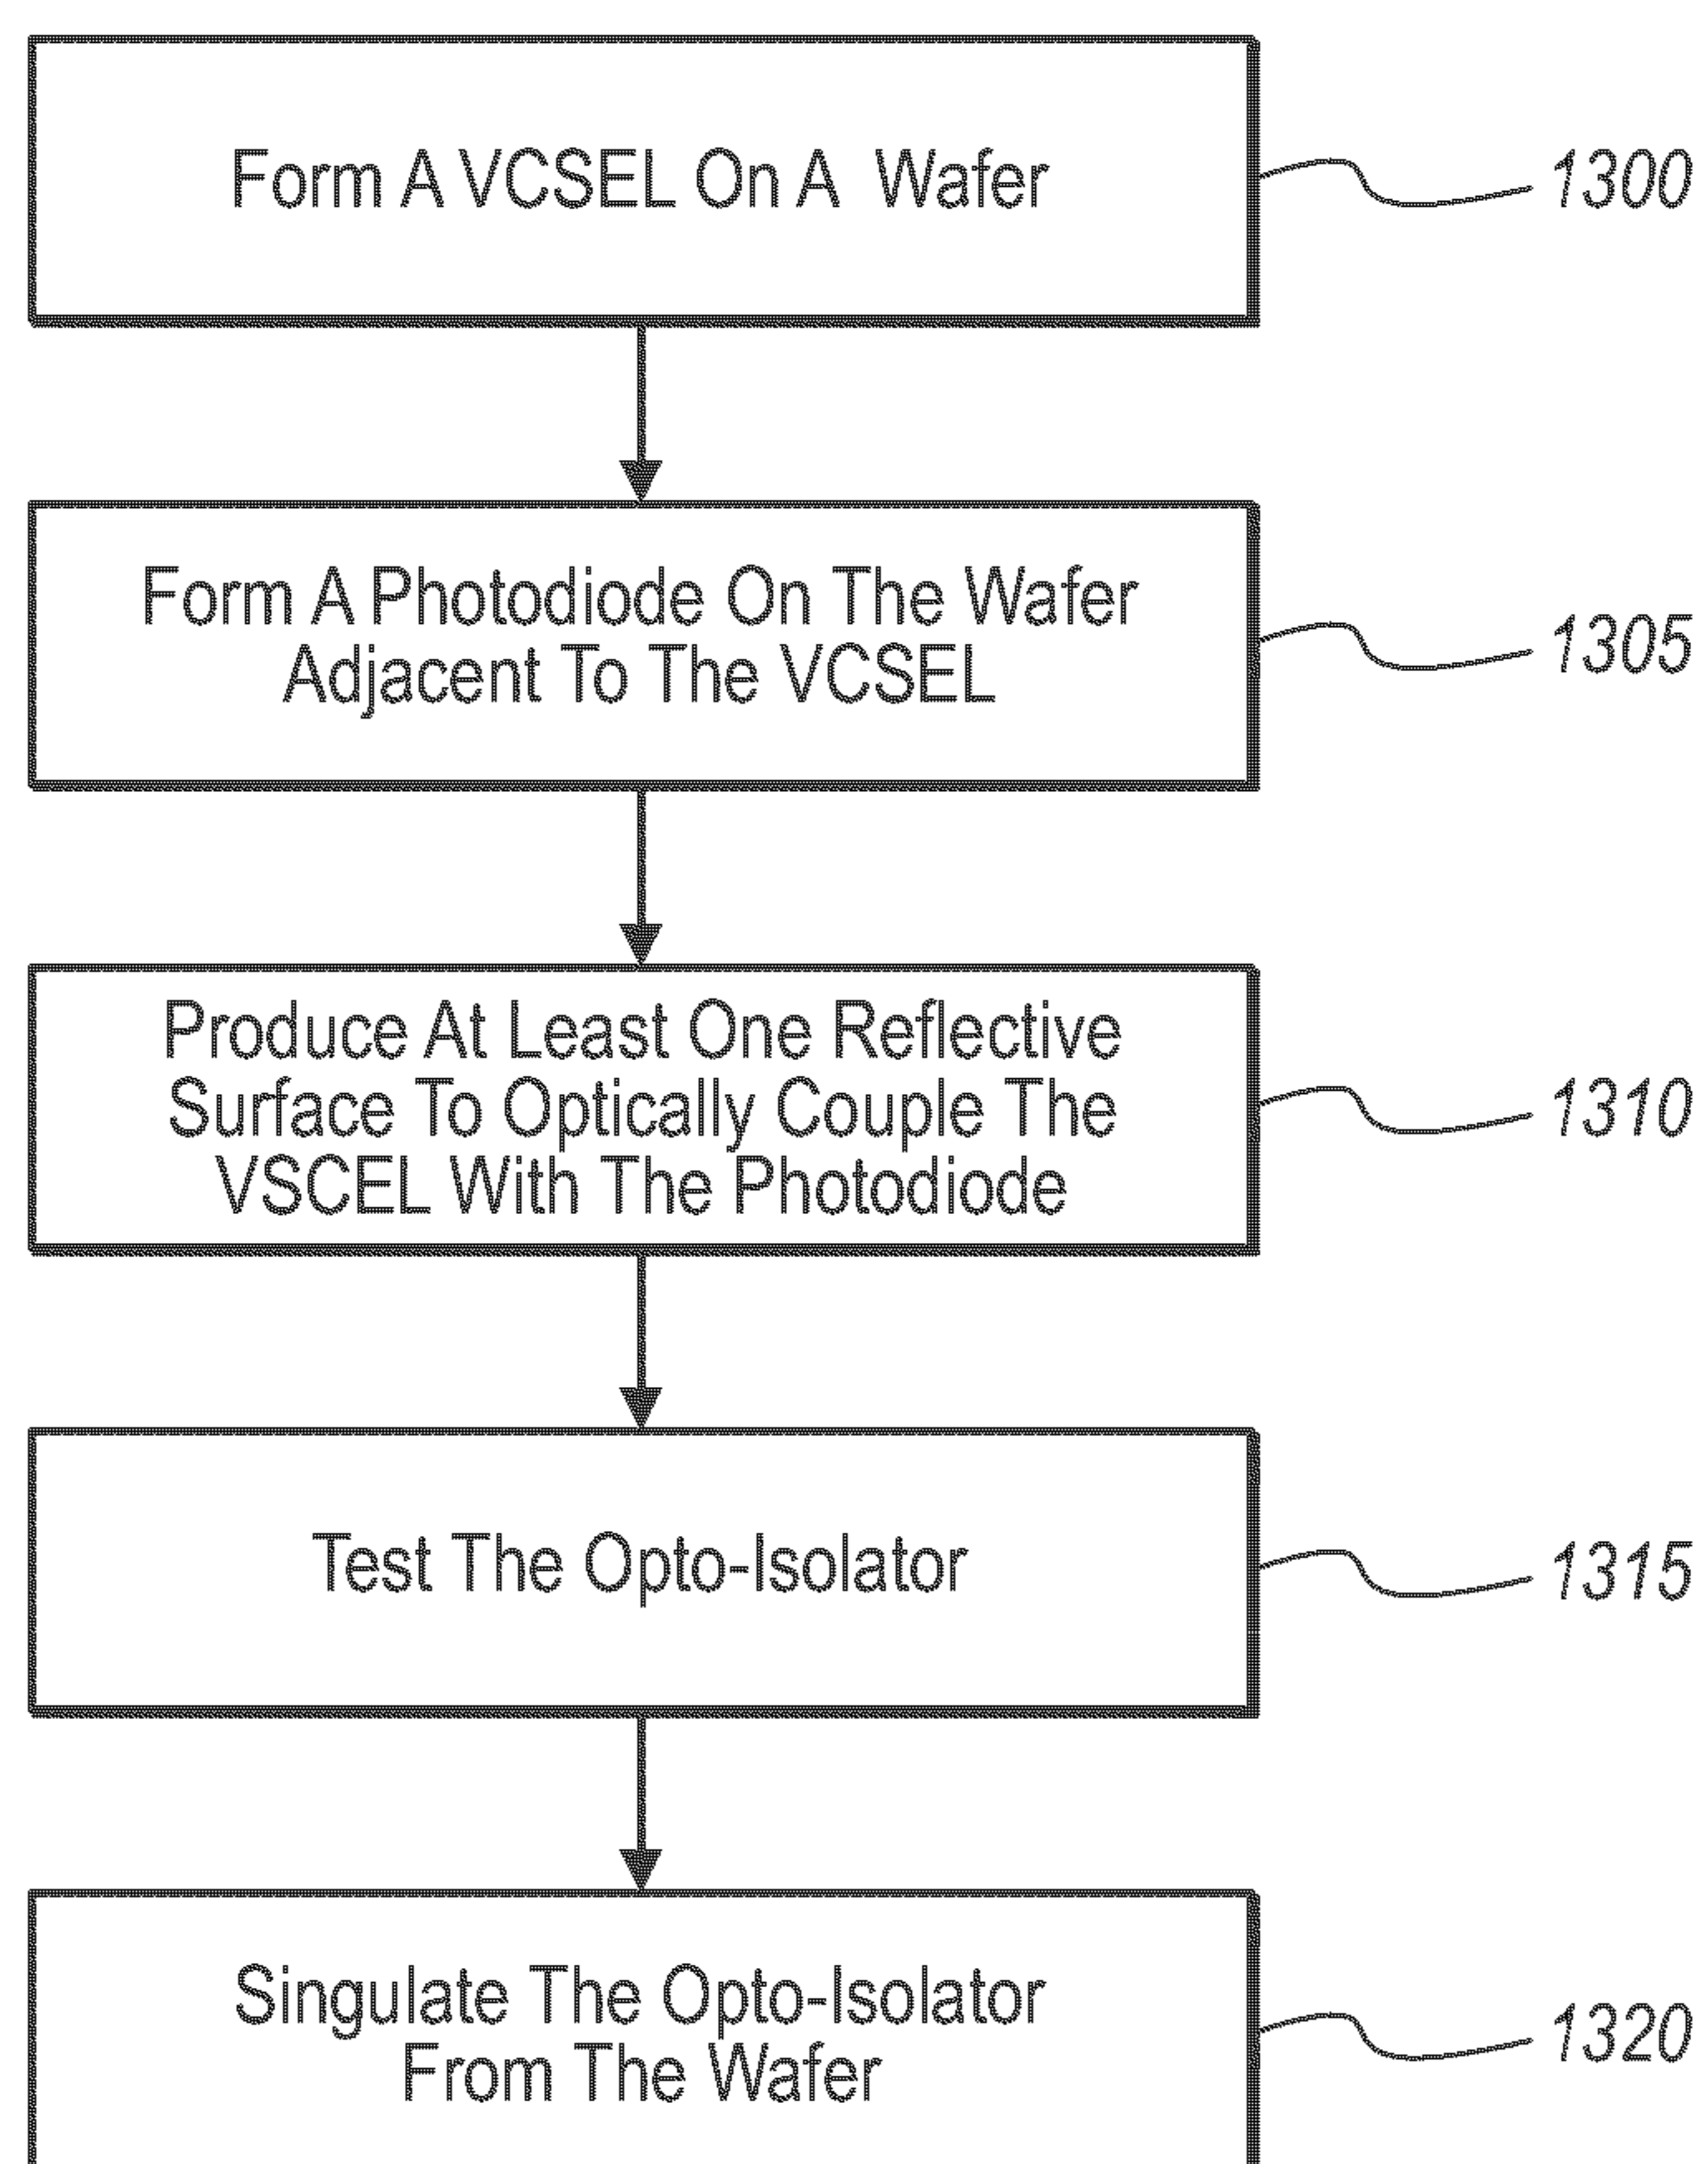 Form A VCSEL On A Wafer
1300
Form A Photodiode On The Wafer
Adjacent To The VCSEL
1305
Produce At Least One Reflective
Surface To Optically Couple The
VSCEL With The Photodiode
1310
Test The Opto-Isolator
1315
Singulate The Opto-Isolator
From The Wafer
1320